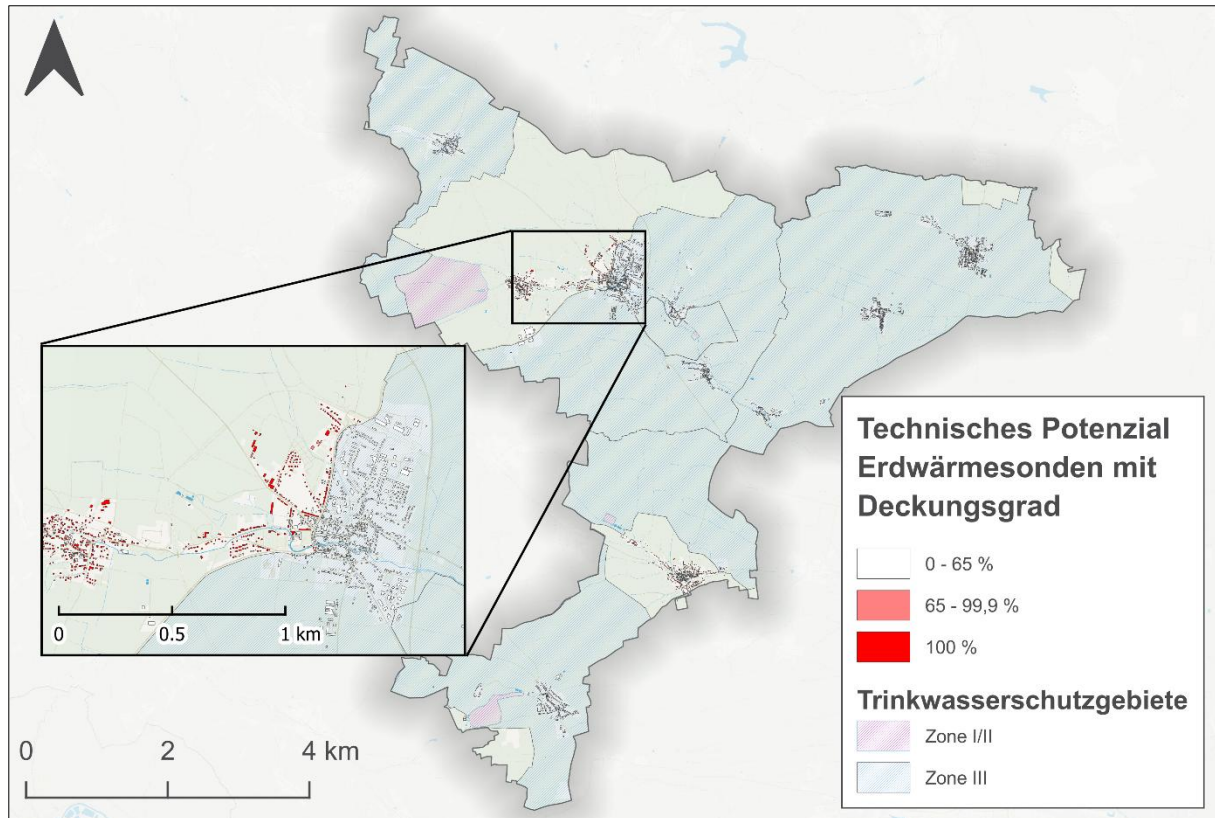 0
0.5
1 km
0
2
4 km
Technisches Potenzial
Erdwärmesonden mit
Deckungsgrad
0 - 65 %
65 - 99,9 %
100 %
Trinkwasserschutzgebiete
Zone I/II
Zone III